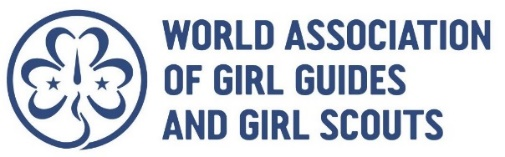 WORLD ASSOCIATION
OF GIRL GUIDES
AND GIRL SCOUTS